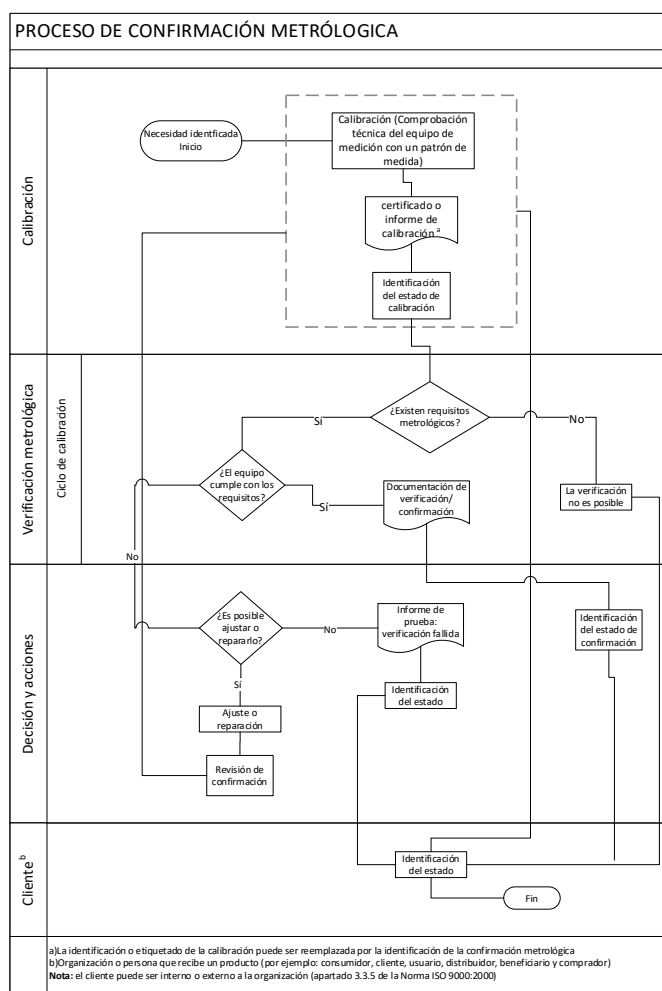 PROCESO DE CONFIRMACIÓN METRÓLOGICA
Calibración
Necesidad identficada
Inicio
Calibración (Comprobación
técnica del equipo de
medición con un patrón de
medida)
certificado o
informe de
calibración a
Identificación
del estado de
calibración
Verificación metrológica
Ciclo de calibración
¿Existen requisitos
metrológicos?
Sí
No
¿El equipo
cumple con los
requisitos?
Sí
Documentación de
verificación/
confirmación
La verificación
no es posible
No
Decisión y acciones
¿Es posible
ajustar o
repararlo?
No
Informe de
prueba:
verificación fallida
Identificación
del estado de
confirmación
Sí
Identificación
del estado
Ajuste o
reparación
Revisión de
confirmación
Cliente b
Identificación
del estado
Fin
a)La identificación o etiquetado de la calibración puede ser reemplazada por la identificación de la confirmación metrológica
b)Organización o persona que recibe un producto (por ejemplo: consumidor, cliente, usuario, distribuidor, beneficiario y comprador)
Nota: el cliente puede ser interno o externo a la organización (apartado 3.3.5 de la Norma ISO 9000:2000)